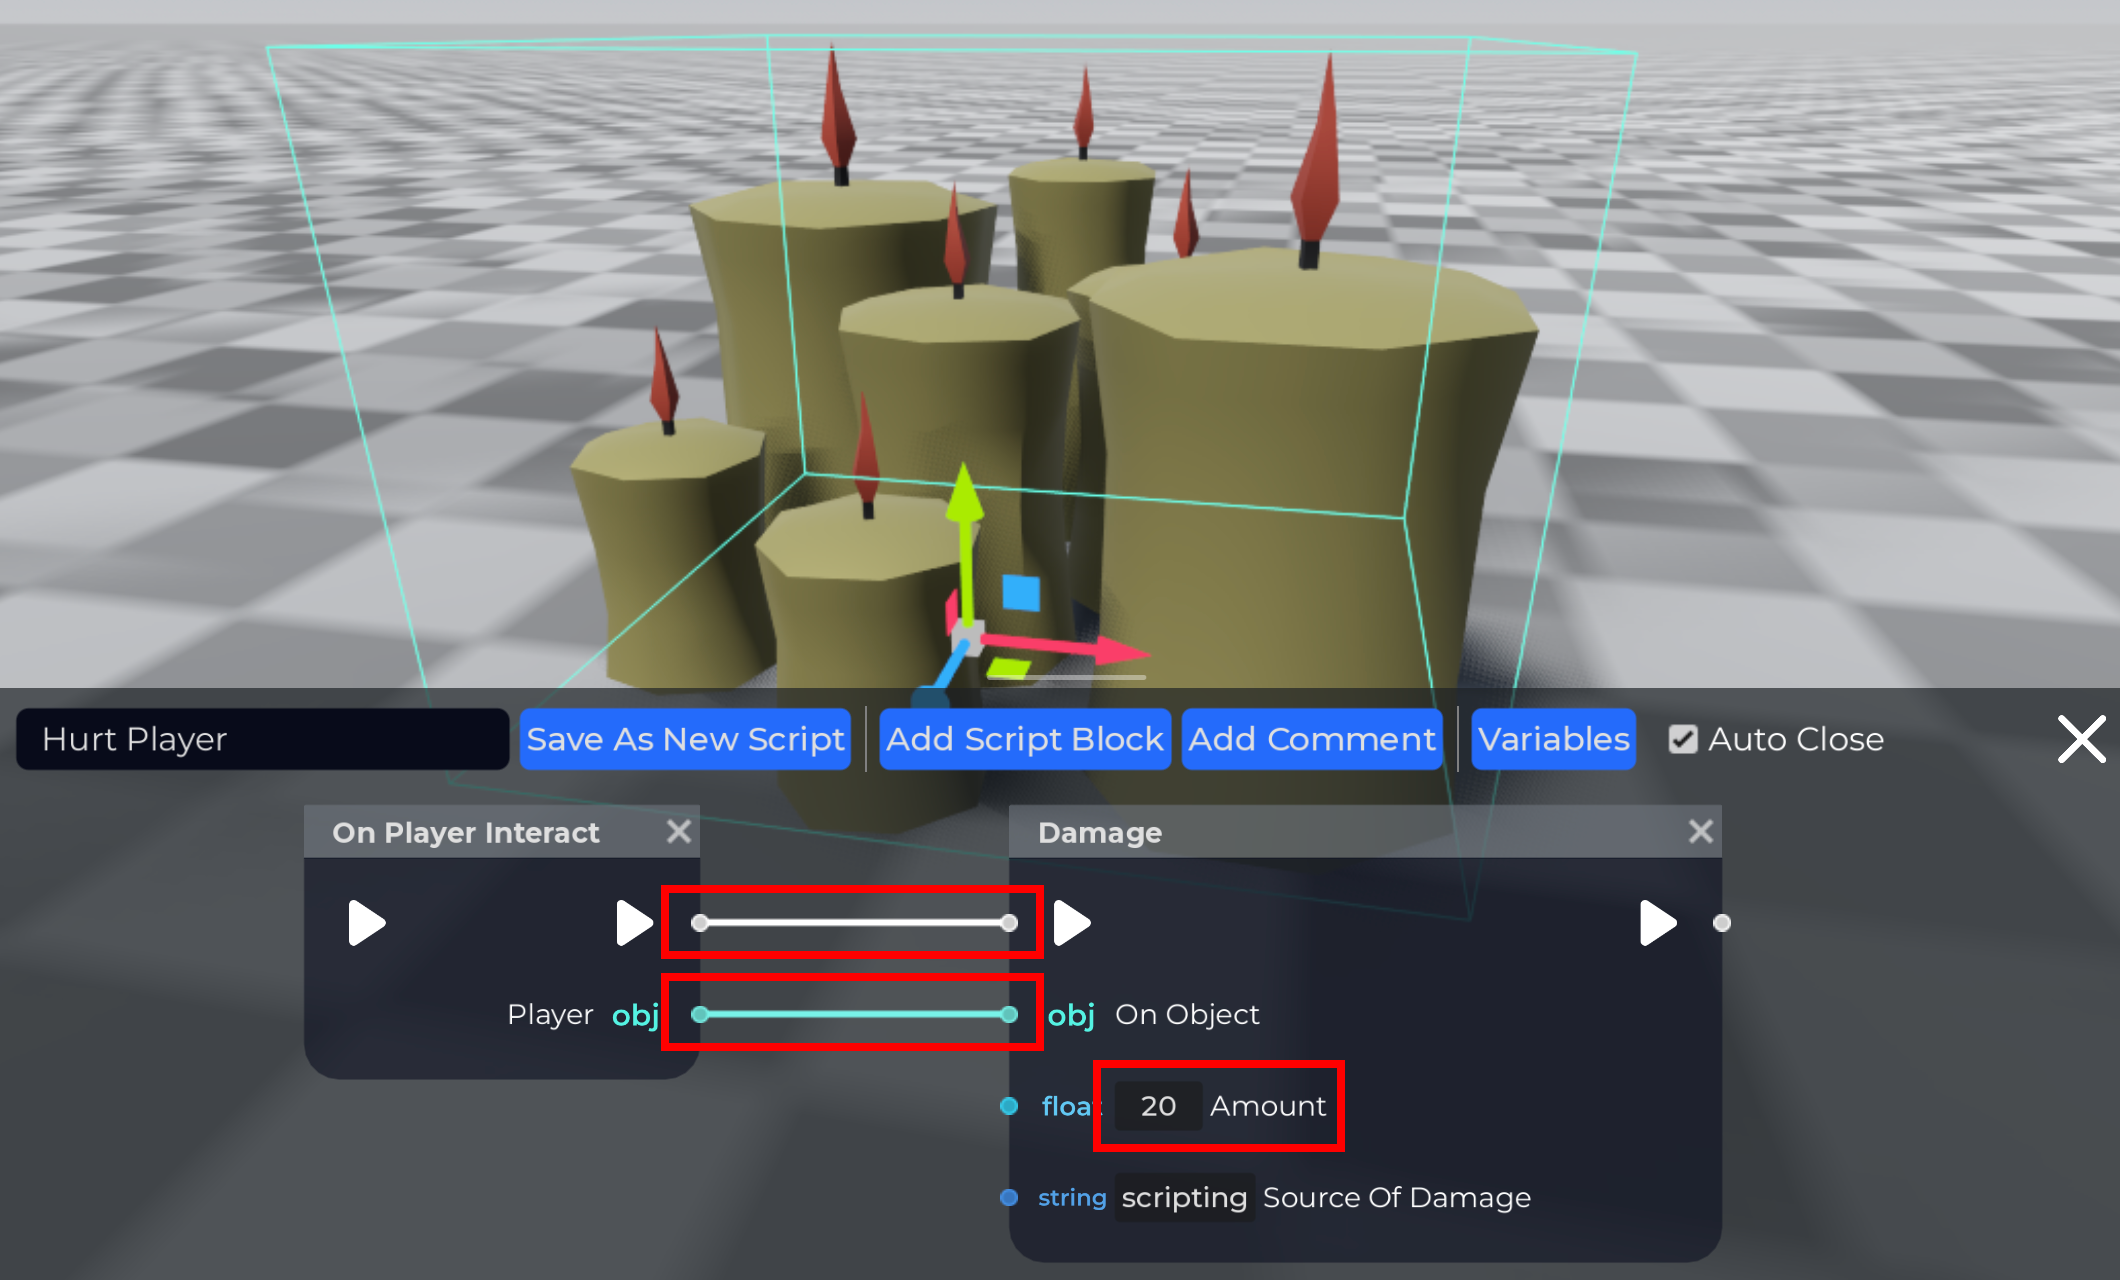 Hurt Player Save As New Script Add Script Block Add Comment Variables Auto Close
On Player Interact
Player obj
Damage
obj On Object
float 20 Amount
string scripting Source Of Damage